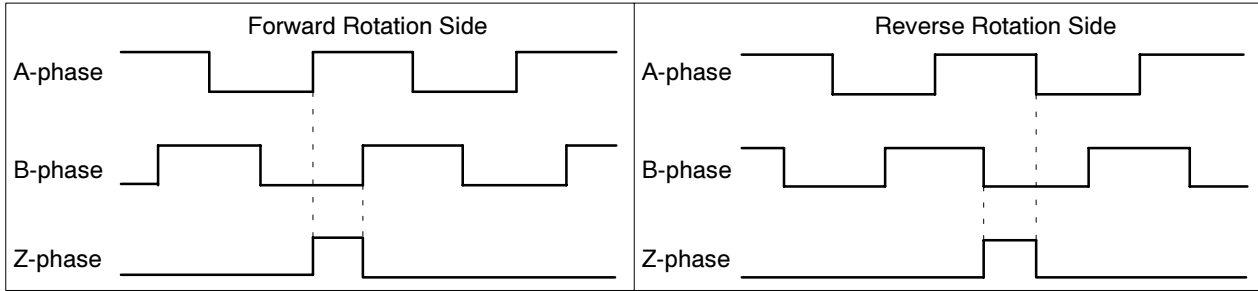 Forward Rotation Side
A-phase
B-phase
Z-phase
Reverse Rotation Side
A-phase
B-phase
Z-phase